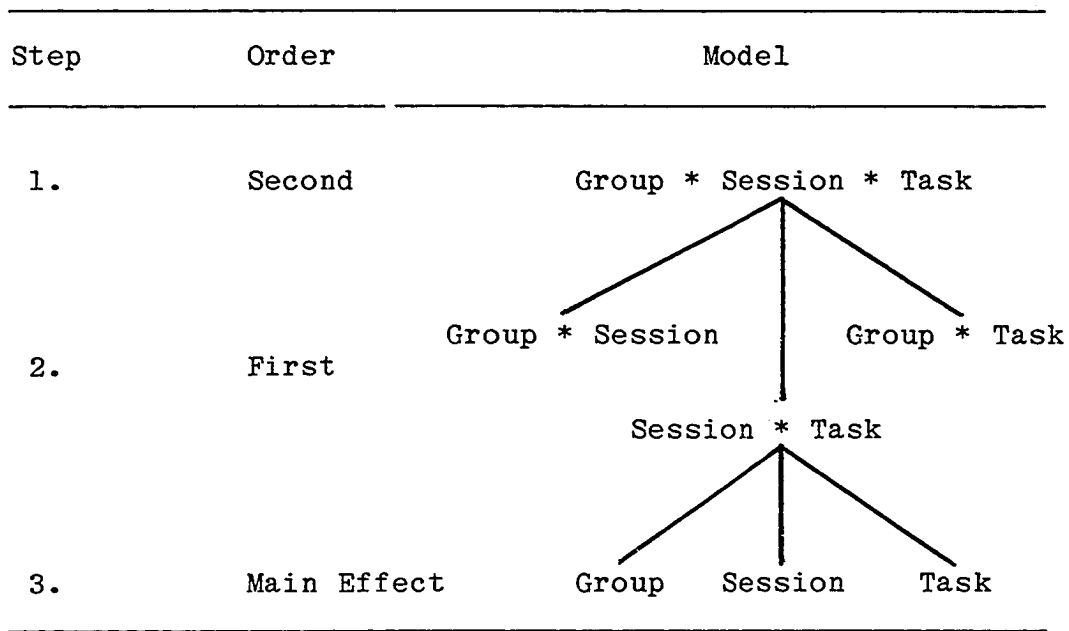 Step Order Model
1. Second Group * Session * Task
Group * Session Group * Task
2. First
Session * Task
3. Main Effect Group Session Task